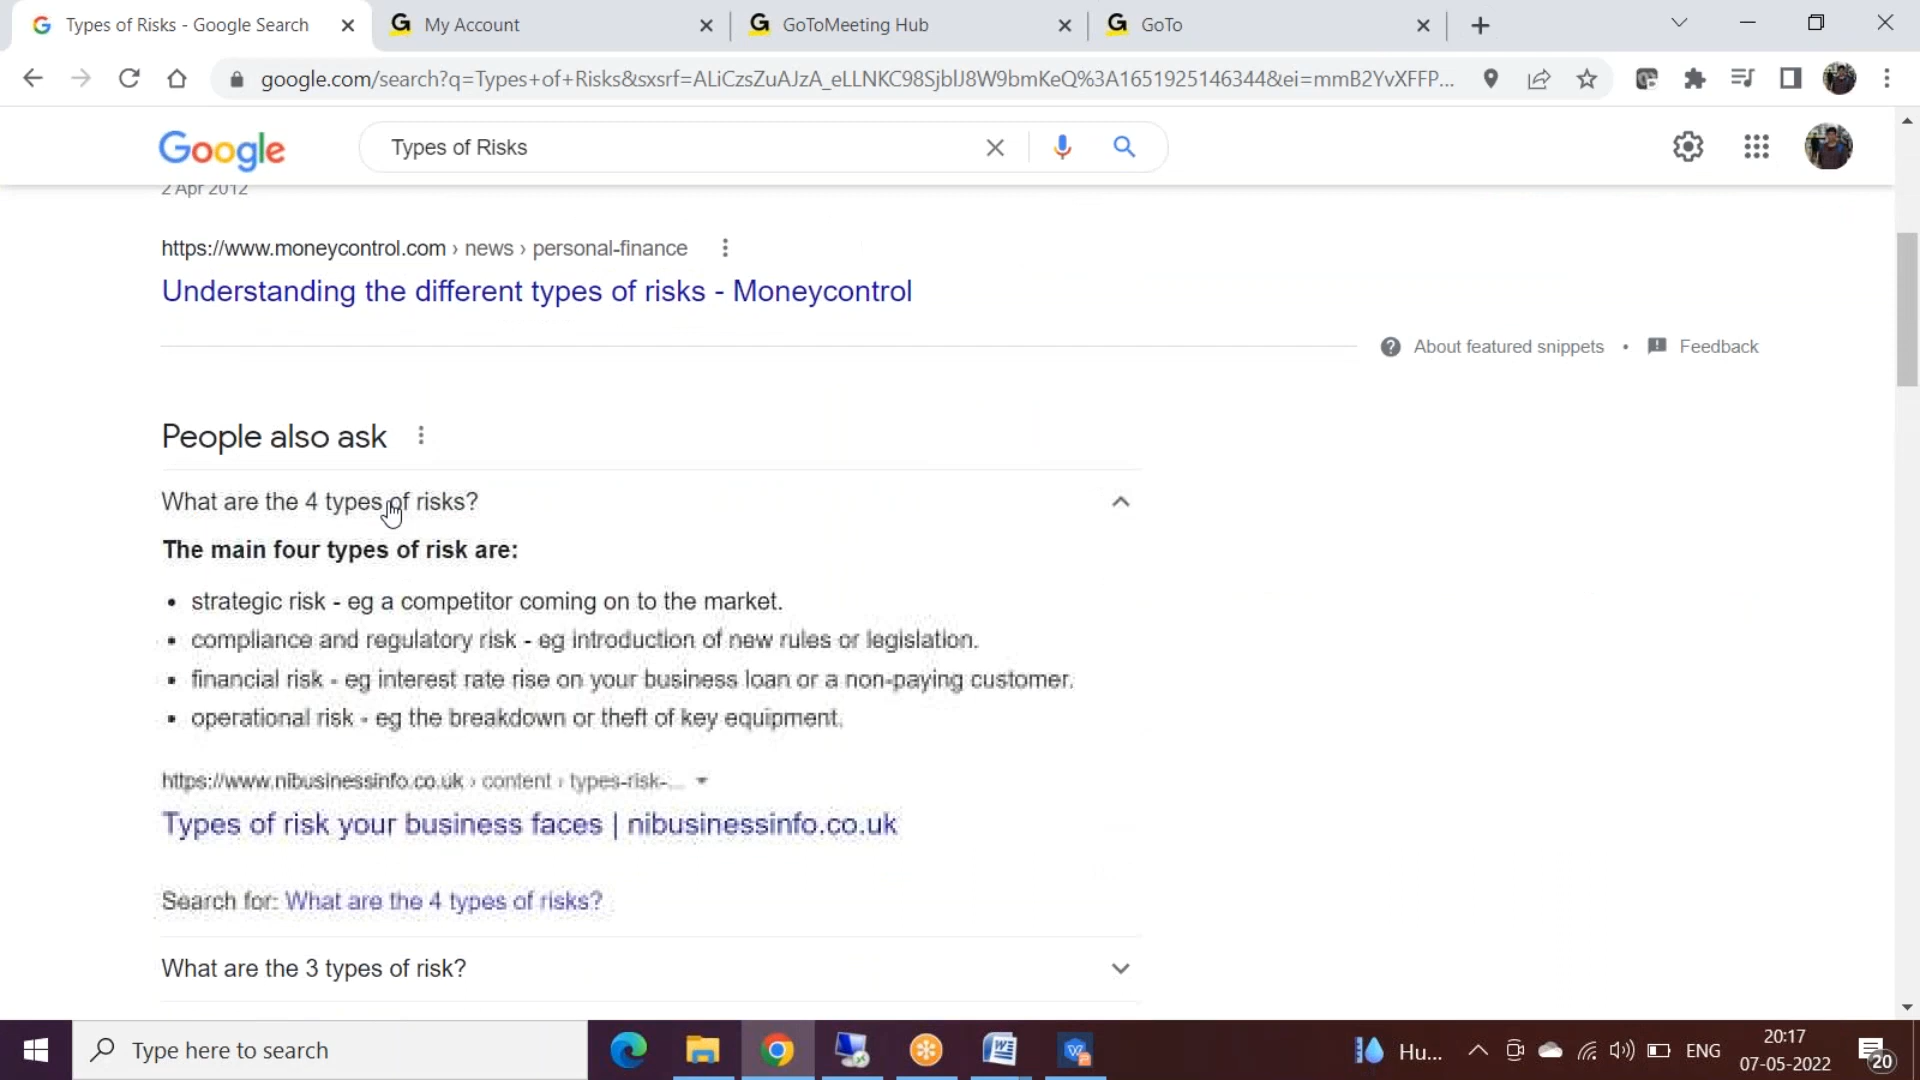 Types of Risks - Google Search
My Account
GoToMeeting Hub
GoTo
google.com/search?q=Types+of+Risks&sxsrf=ALiCzsZuAJzA_eLLNKC98SjblJ8W9bmKeQ%3A1651925146344&ei=mmB2YvXFFP...
Google
Types of Risks
2 Apr 2012
https://www.moneycontrol.com › news › personal-finance
Understanding the different types of risks - Moneycontrol
About featured snippets • Feedback
People also ask
What are the 4 types of risks?
The main four types of risk are:
• strategic risk - eg a competitor coming on to the market.
• compliance and regulatory risk - eg introduction of new rules or legislation.
• financial risk - eg interest rate rise on your business loan or a non-paying customer.
• operational risk - eg the breakdown or theft of key equipment.
https://www.nibusinessinfo.co.uk › content › types-risk-...
Types of risk your business faces | nibusinessinfo.co.uk
Search for: What are the 4 types of risks?
What are the 3 types of risk?
Type here to search
Hu...
ENG
20:17
07-05-2022
20